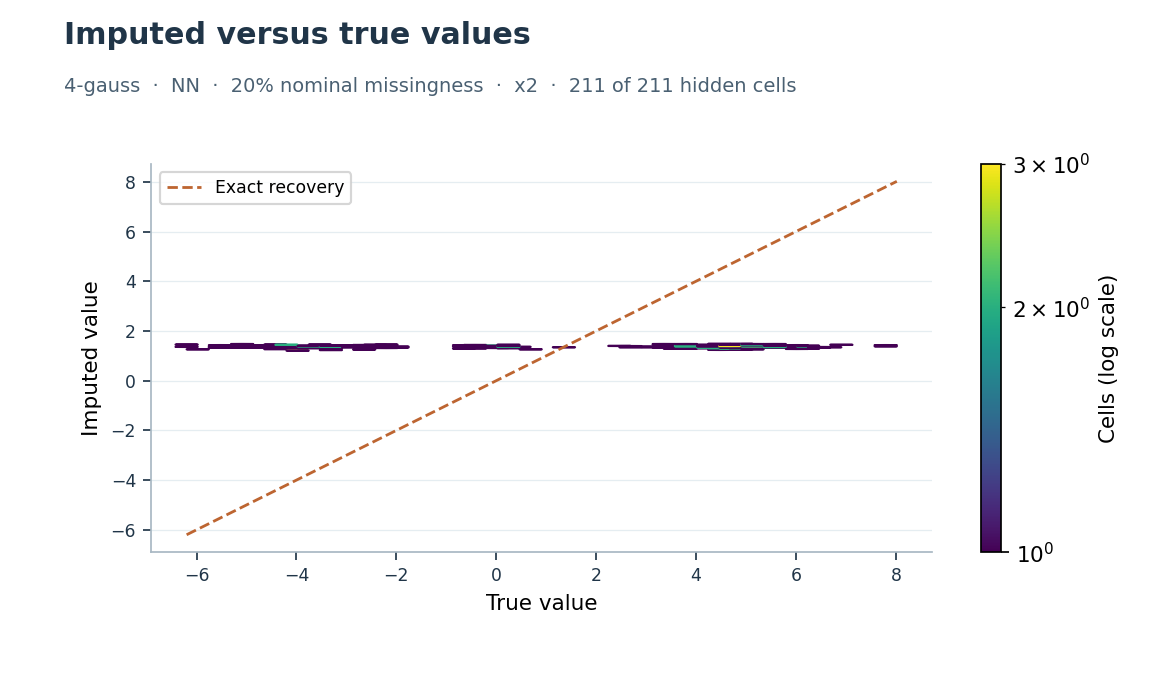 Imputed versus true values
4-gauss · NN · 20% nominal missingness · x2 · 211 of 211 hidden cells
Exact recovery
8
6
4
2
0
−2
−4
−6
Imputed value
−6
−4
−2
0
2
4
6
8
True value
3 × 10⁰
2 × 10⁰
10⁰
Cells (log scale)